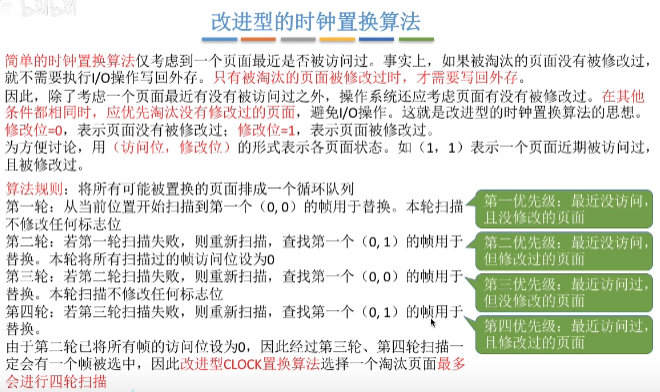 bilibili
改进型的时钟置换算法
简单的时钟置换算法仅考虑到一个页面最近是否被访问过。事实上，如果被淘汰的页面没有被修改过，
就不需要执行I/O操作写回外存。只有被淘汰的页面被修改过时，才需要写回外存。
因此，除了考虑一个页面最近有没有被访问过之外，操作系统还应考虑页面有没有被修改过。在其他
条件都相同时，应优先淘汰没有修改过的页面，避免I/O操作。这就是改进型的时钟置换算法的思想。
修改位=0，表示页面没有被修改过；修改位=1，表示页面被修改过。
为方便讨论，用（访问位，修改位）的形式表示各页面状态。如（1，1）表示一个页面近期被访问过，
且被修改过。
算法规则：将所有可能被置换的页面排成一个循环队列
第一轮：从当前位置开始扫描到第一个（0, 0）的帧用于替换。本轮扫描
不修改任何标志位
第二轮：若第一轮扫描失败，则重新扫描，查找第一个（0, 1）的帧用于
替换。本轮将所有扫描过的帧访问位设为0
第三轮：若第二轮扫描失败，则重新扫描，查找第一个（0, 0）的帧用于
替换。本轮扫描不修改任何标志位
第四轮：若第三轮扫描失败，则重新扫描，查找第一个（0, 1）的帧用于
替换。
由于第二轮已将所有帧的访问位设为0，因此经过第三轮、第四轮扫描一
定会有一个帧被选中，因此改进型CLOCK置换算法选择一个淘汰页面最多
会进行四轮扫描
第一优先级：最近没访问，
且没修改的页面
第二优先级：最近没访问，
但修改过的页面
第三优先级：最近访问过，
但没修改的页面
第四优先级：最近访问过，
且修改过的页面